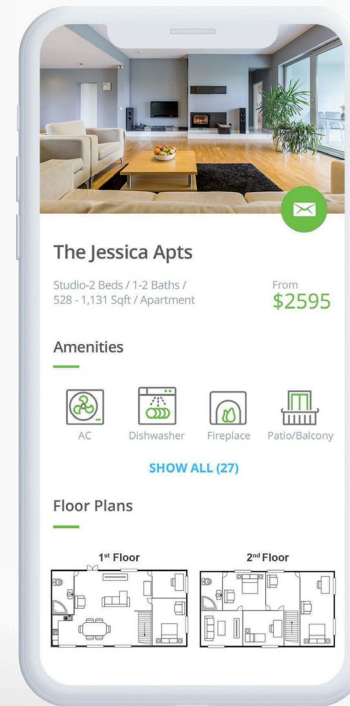 The Jessica Apts
Studio-2 Beds / 1-2 Baths /
528 - 1,131 Sqft / Apartment
From
$2595
Amenities
AC
Dishwasher
Fireplace
Patio/Balcony
SHOW ALL (27)
Floor Plans
1st Floor
2nd Floor